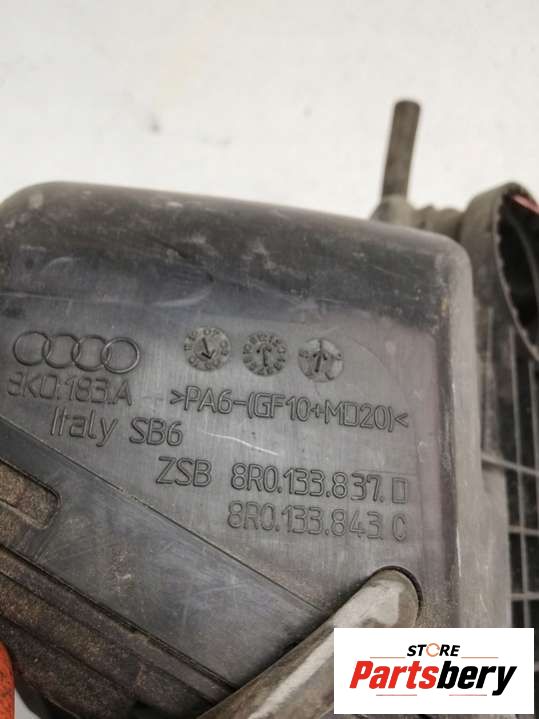 8K0.183.A
>PA6-(GF10+MD20)<
Italy SB6
ZSB 8R0.133.837.D
8R0.133.843.C
STORE
Partsbery